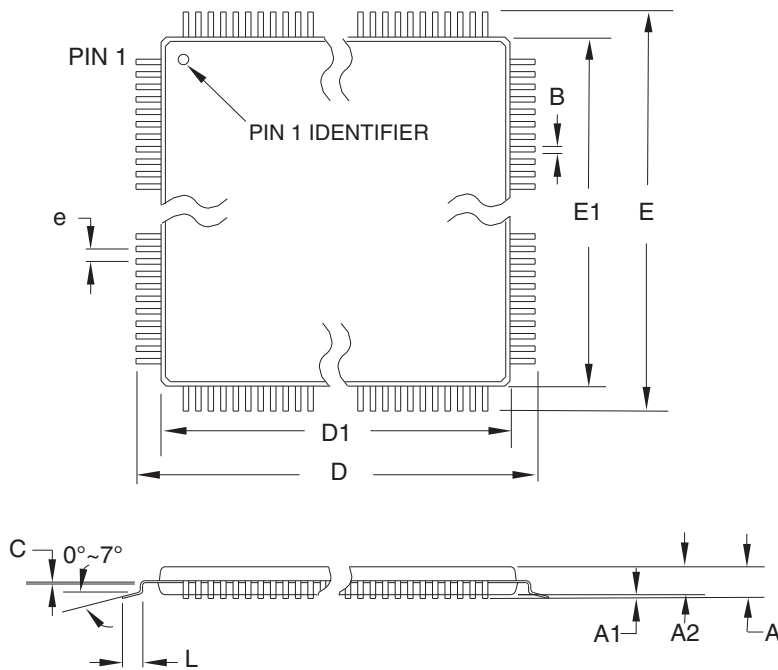 PIN 1
PIN 1 IDENTIFIER
B
e
E1
E
D1
D
C
0°~7°
A1
A2
A
L